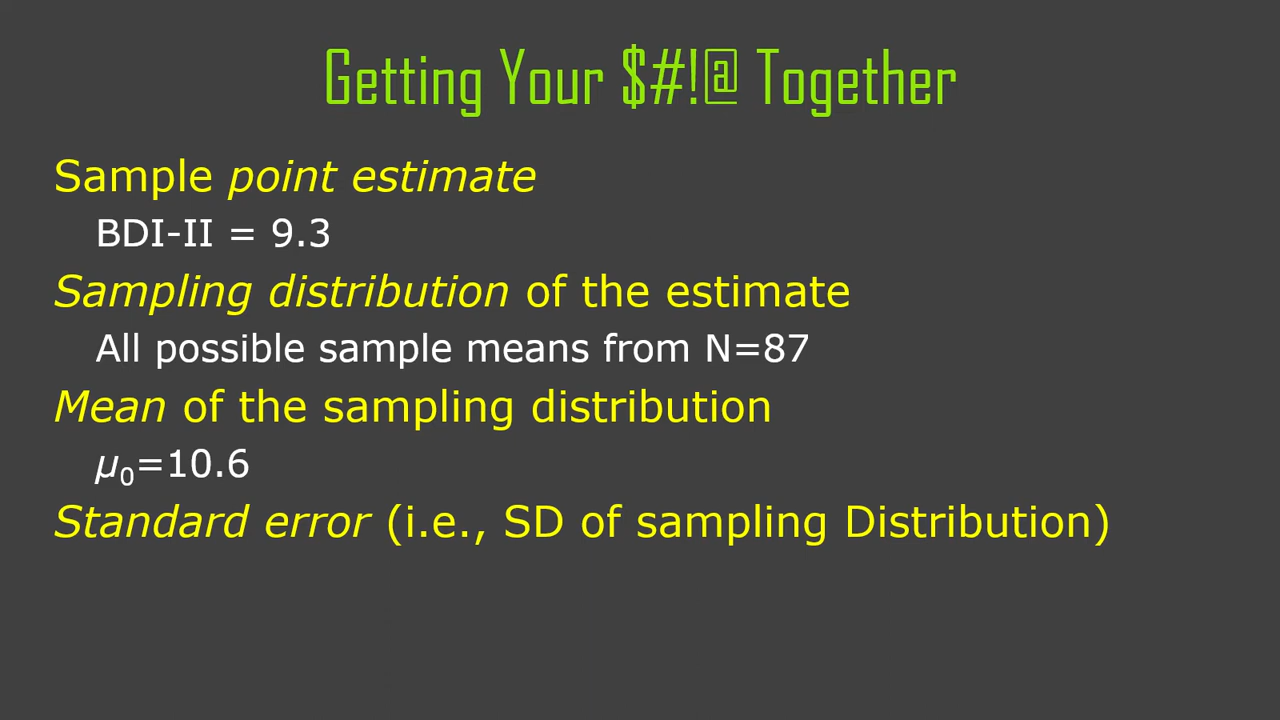 Getting Your $#!@ Together
Sample point estimate
BDI-II = 9.3
Sampling distribution of the estimate
All possible sample means from N=87
Mean of the sampling distribution
μ₀=10.6
Standard error (i.e., SD of sampling Distribution)